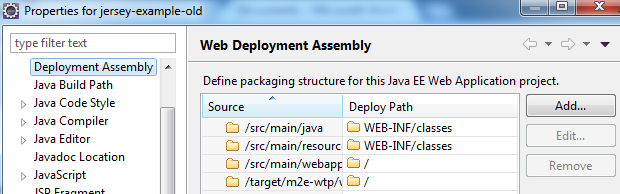 Properties for jersey-example-old
type filter text
Deployment Assembly
Java Build Path
Java Code Style
Java Compiler
Java Editor
Javadoc Location
JavaScript
JSP Fragment
Web Deployment Assembly
Define packaging structure for this Java EE Web Application project.
Source Deploy Path
/src/main/java WEB-INF/classes
/src/main/resourc WEB-INF/classes
/src/main/webapp /
/target/m2e-wtp/ /
Add...
Edit...
Remove